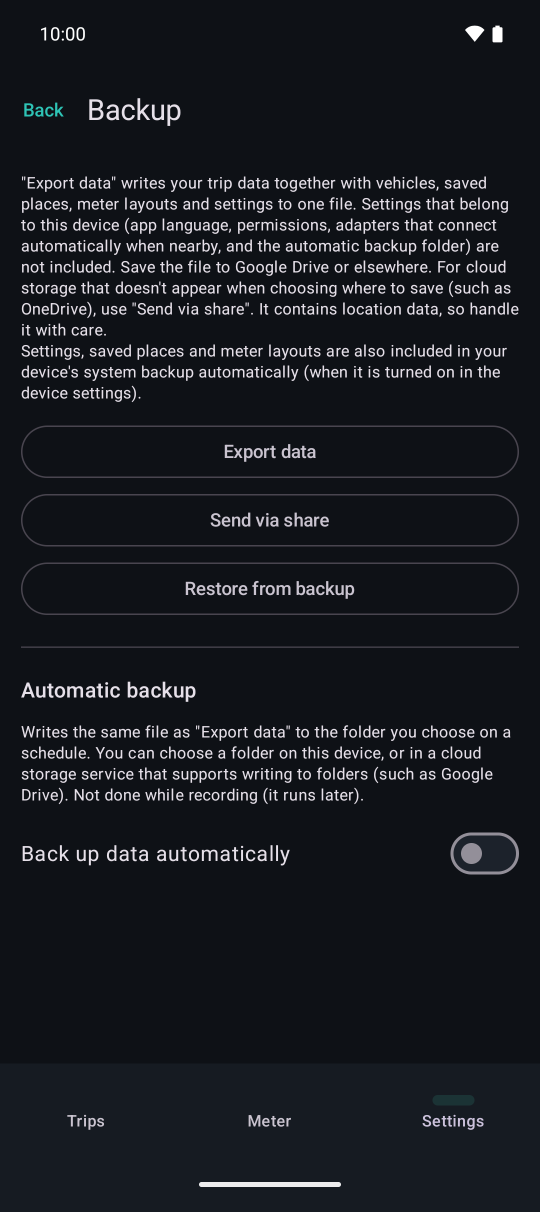 10:00
Back
Backup
"Export data" writes your trip data together with vehicles, saved
places, meter layouts and settings to one file. Settings that belong
to this device (app language, permissions, adapters that connect
automatically when nearby, and the automatic backup folder) are
not included. Save the file to Google Drive or elsewhere. For cloud
storage that doesn't appear when choosing where to save (such as
OneDrive), use "Send via share". It contains location data, so handle
it with care.
Settings, saved places and meter layouts are also included in your
device's system backup automatically (when it is turned on in the
device settings).
Export data
Send via share
Restore from backup
Automatic backup
Writes the same file as "Export data" to the folder you choose on a
schedule. You can choose a folder on this device, or in a cloud
storage service that supports writing to folders (such as Google
Drive). Not done while recording (it runs later).
Back up data automatically
Trips
Meter
Settings